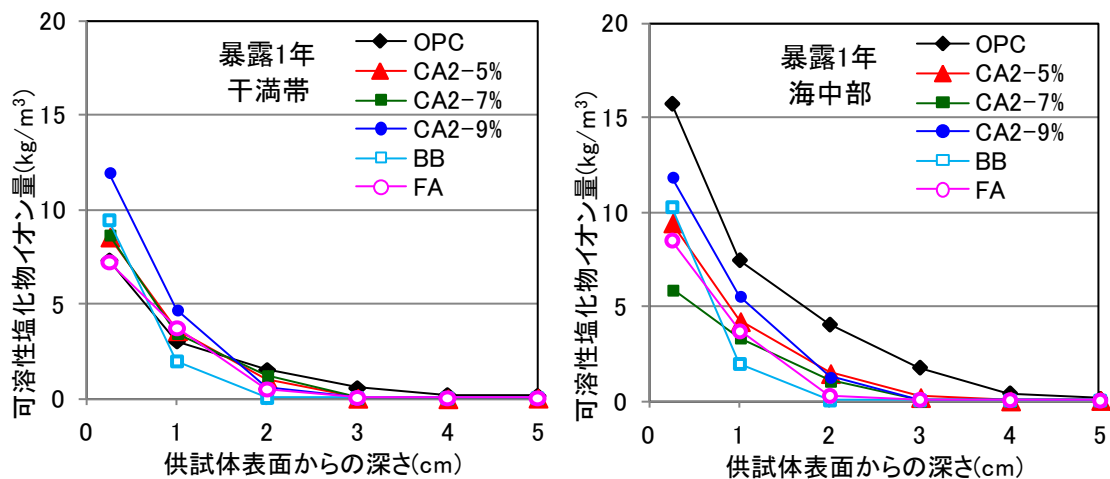 可溶性塩化物イオン量(kg/m³)
20
15
10
5
0
暴露1年
干満帯
OPC
CA2-5%
CA2-7%
CA2-9%
BB
FA
0 1 2 3 4 5
供試体表面からの深さ(cm)
可溶性塩化物イオン量(kg/m³)
20
15
10
5
0
暴露1年
海中部
OPC
CA2-5%
CA2-7%
CA2-9%
BB
FA
0 1 2 3 4 5
供試体表面からの深さ(cm)